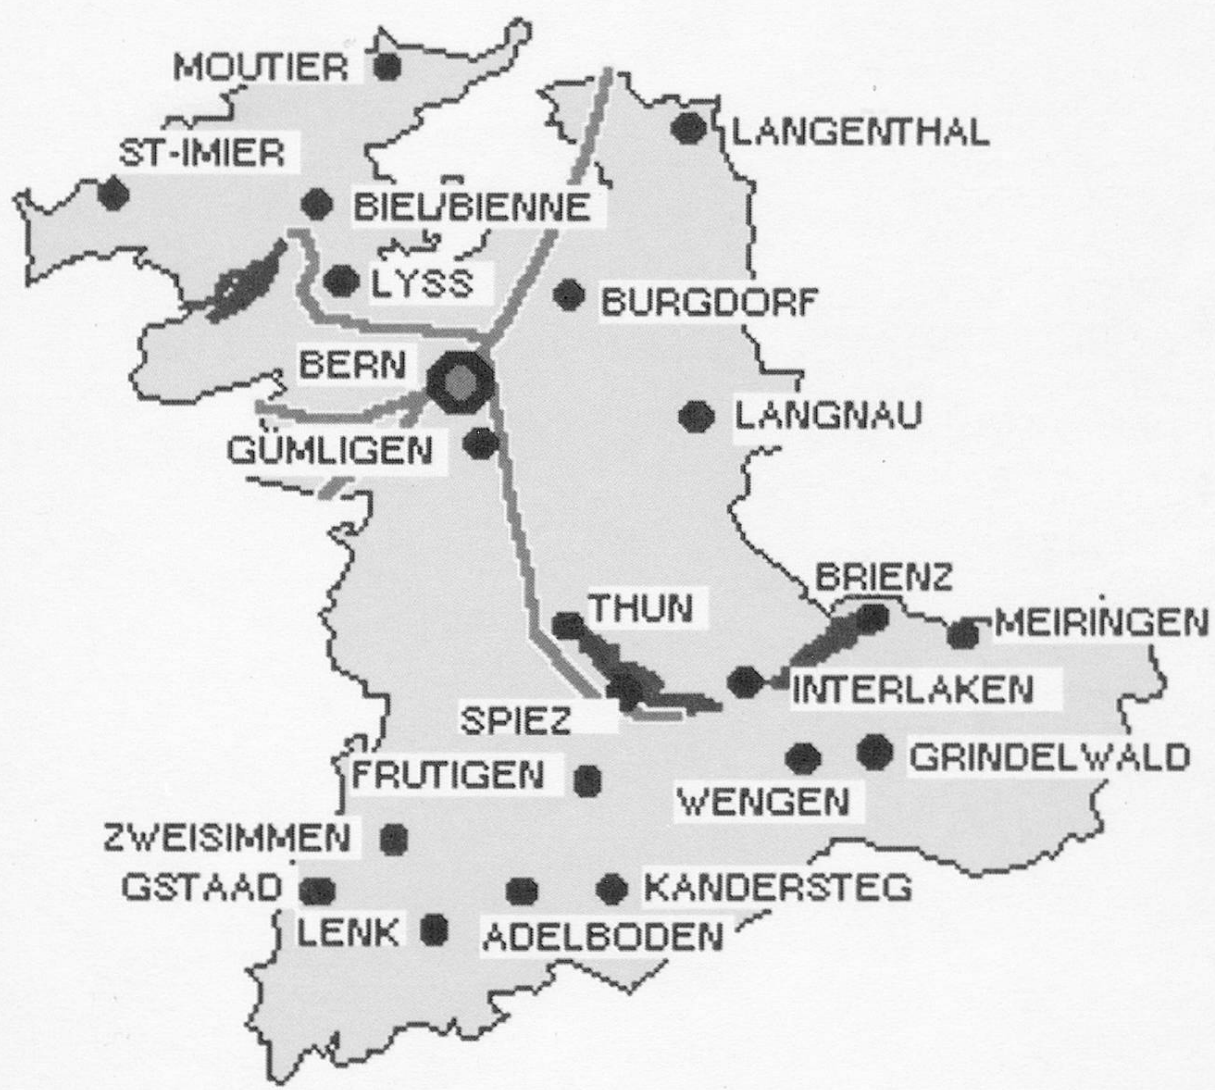 MOUTIER
LANGENTHAL
ST-IMIER
BIEL/BIENNE
LYSS
BURGDORF
BERN
LANGNAU
GÜMLIGEN
BRIENZ
THUN
MEIRINGEN
INTERLAKEN
SPIEZ
GRINDELWALD
FRUTIGEN
WENGEN
ZWEISIMMEN
GSTAAD
KANDERSTEG
LENK
ADELBODEN